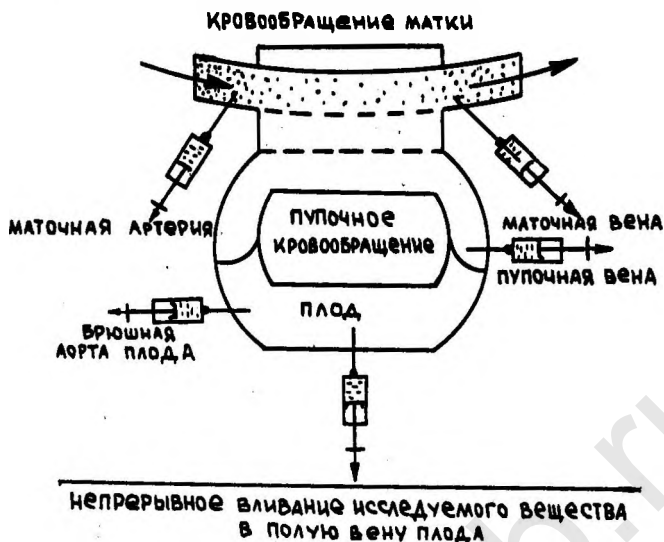 КРОВООБРАЩЕНИЕ МАТКИ
МАТОЧНАЯ АРТЕРИЯ
ПУПОЧНОЕ
КРОВООБРАЩЕНИЕ
МАТОЧНАЯ ВЕНА
ПУПОЧНАЯ ВЕНА
ПЛОД
БРЮШНАЯ
АОРТА ПЛОДА
НЕПРЕРЫВНОЕ ВЛИВАНИЕ ИССЛЕДУЕМОГО ВЕЩЕСТВА
В ПОЛУЮ ВЕНУ ПЛОДА